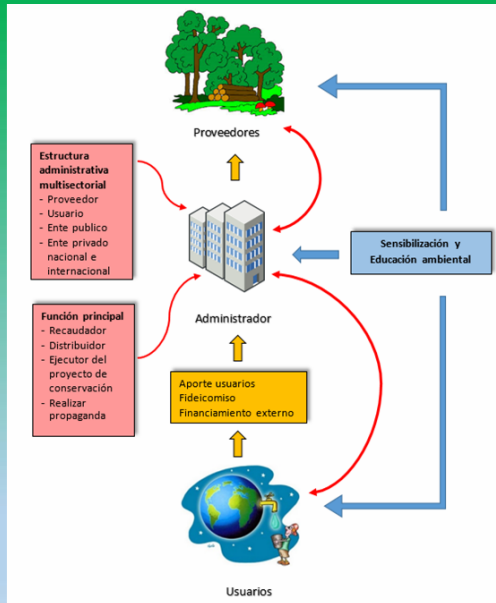 Proveedores
Estructura
administrativa
multisectorial
- Proveedor
- Usuario
- Ente publico
- Ente privado
nacional e
internacional
Sensibilización y
Educación ambiental
Administrador
Función principal
- Recaudador
- Distribuidor
- Ejecutor del
proyecto de
conservación
- Realizar
propaganda
Aporte usuarios
Fideicomiso
Financiamiento externo
Usuarios